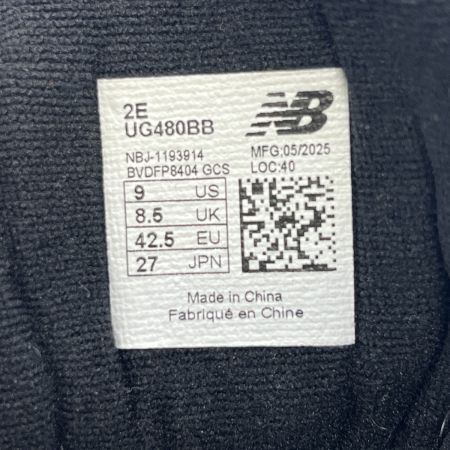 2E
UG480BB
NB
NBJ-1193914
BVDFP8404 GCS
MFG;05/2025
LOC:40
9 US
8.5 UK
42.5 EU
27 JPN
Made in China
Fabriqué en Chine